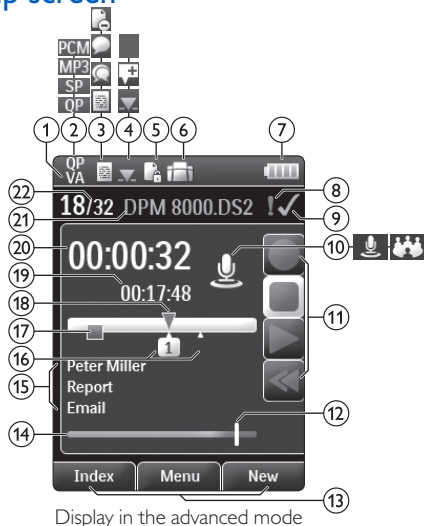 p screen
PCM
MP3
SP
QP
1 2 3 4 5 6 7
QP
VA
22 18/32 DPM 8000.DS2 !✓ 8
21 9
20 00:00:32 10
19 00:17:48
18 11
17
16 1
15 Peter Miller
Report
Email
12
14
Index Menu New
13
Display in the advanced mode